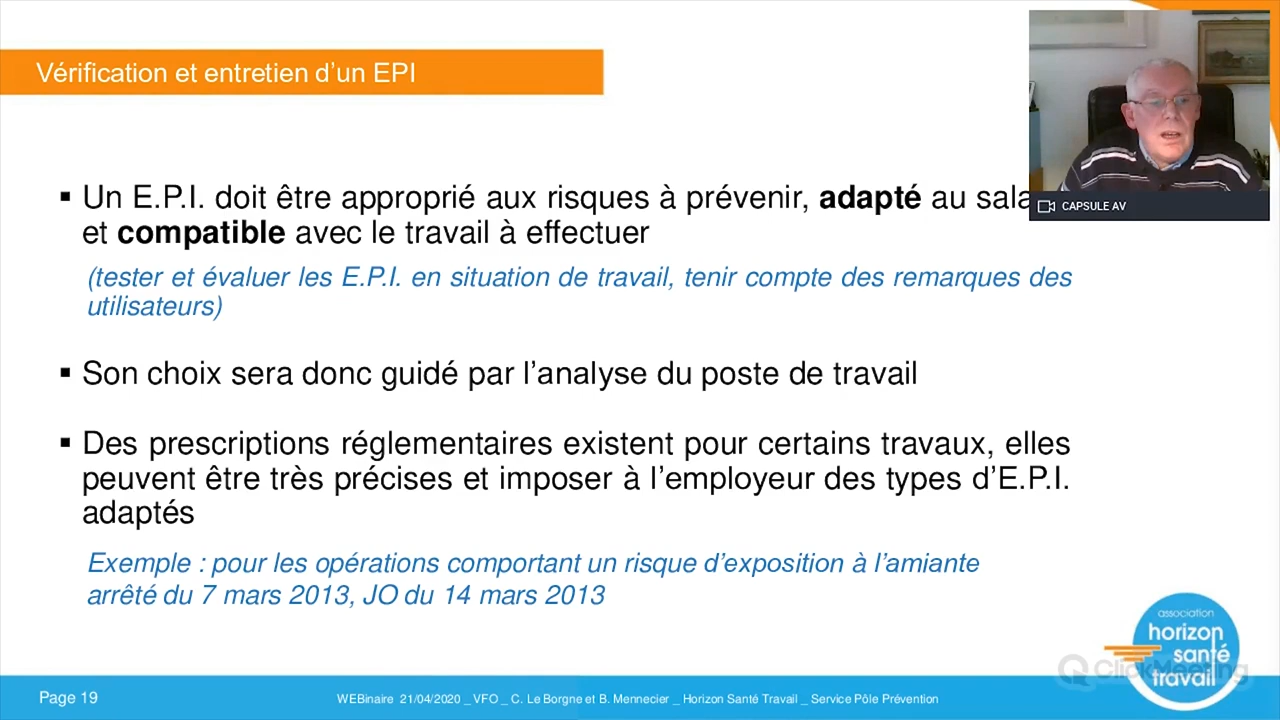 Vérification et entretien d’un EPI
▪ Un E.P.I. doit être approprié aux risques à prévenir, adapté au sala
et compatible avec le travail à effectuer
(tester et évaluer les E.P.I. en situation de travail, tenir compte des remarques des
utilisateurs)
▪ Son choix sera donc guidé par l’analyse du poste de travail
▪ Des prescriptions réglementaires existent pour certains travaux, elles
peuvent être très précises et imposer à l’employeur des types d’E.P.I.
adaptés
Exemple : pour les opérations comportant un risque d’exposition à l’amiante
arrêté du 7 mars 2013, JO du 14 mars 2013
CAPSULE AV
association
horizon
santé
travail
ClickMeeting
Page 19
WEBinaire 21/04/2020 _ VFO _ C. Le Borgne et B. Mennecier _ Horizon Santé Travail _ Service Pôle Prévention